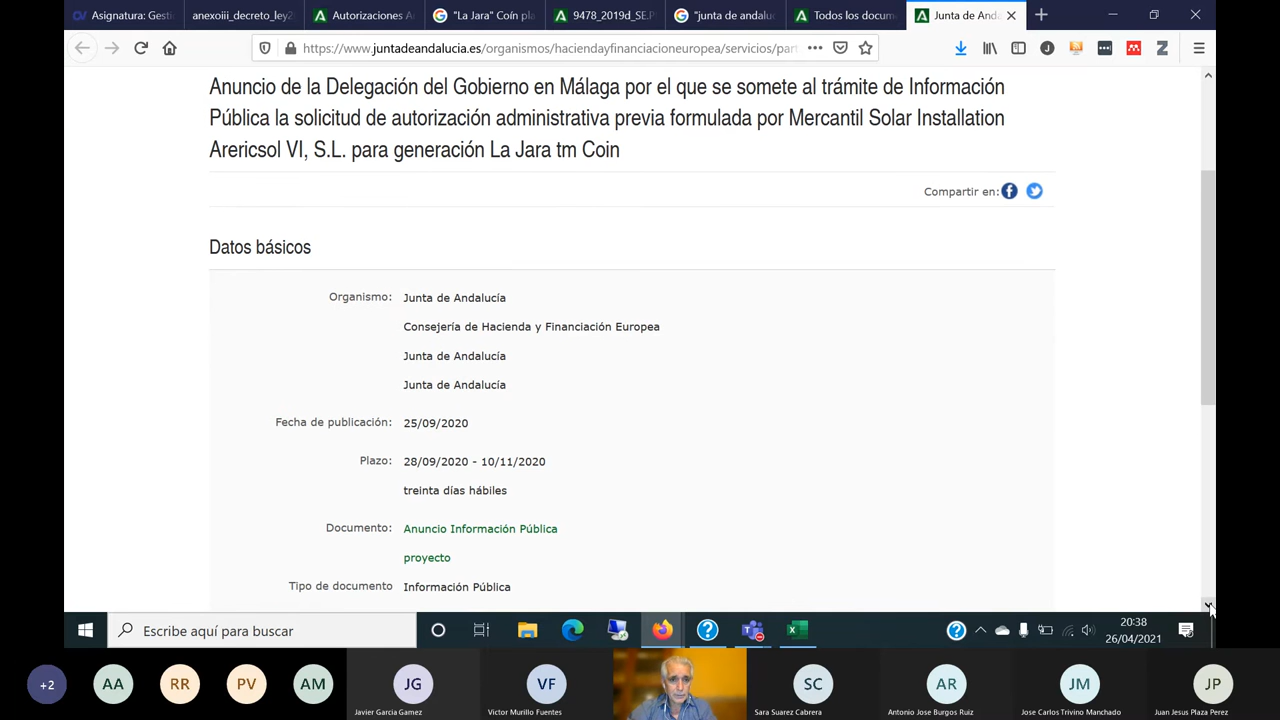 Asignatura: Gesti
anexoiii_decreto_ley2
Autorizaciones A
"La Jara" Coín pla
9478_2019d_SE.P
"junta de andaluc
Todos los docum
Junta de And
https://www.juntadeandalucia.es/organismos/haciendayfinanciacioneuropea/servicios/part
Anuncio de la Delegación del Gobierno en Málaga por el que se somete al trámite de Información
Pública la solicitud de autorización administrativa previa formulada por Mercantil Solar Installation
Arericsol VI, S.L. para generación La Jara tm Coin
Compartir en:
Datos básicos
Organismo: Junta de Andalucía
Consejería de Hacienda y Financiación Europea
Junta de Andalucía
Junta de Andalucía
Fecha de publicación: 25/09/2020
Plazo: 28/09/2020 - 10/11/2020
treinta días hábiles
Documento: Anuncio Información Pública
proyecto
Tipo de documento Información Pública
Escribe aquí para buscar
20:38
26/04/2021
+2
AA
RR
PV
AM
JG
Javier Garcia Gamez
VF
Victor Murillo Fuentes
SC
Sara Suarez Cabrera
AR
Antonio Jose Burgos Ruiz
JM
Jose Carlos Trivino Manchado
JP
Juan Jesus Plaza Perez